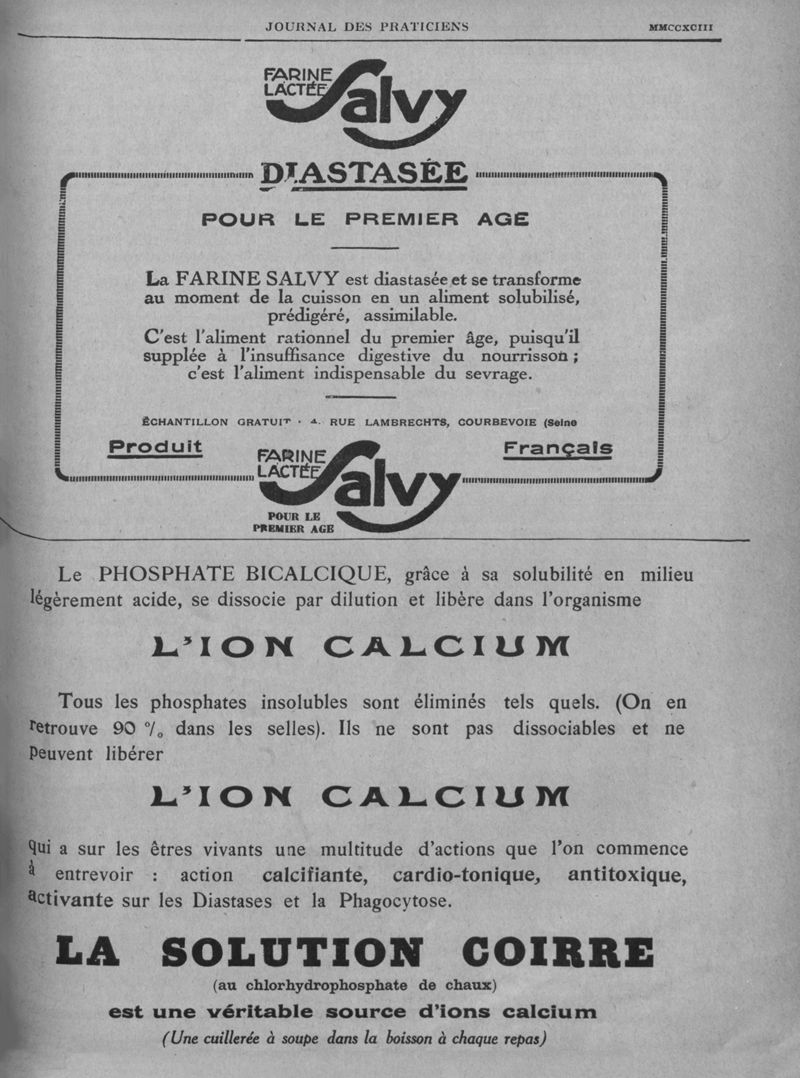 JOURNAL DES PRATICIENS
MMCCXCIII
FARINE
LACTÉE
Salvy
DIASTASÉE
POUR LE PREMIER AGE
La FARINE SALVY est diastasée et se transforme
au moment de la cuisson en un aliment solubilisé,
prédigéré, assimilable.
C'est l'aliment rationnel du premier âge, puisqu'il
supplée à l'insuffisance digestive du nourrisson ;
c'est l'aliment indispensable du sevrage.
ÉCHANTILLON GRATUIT · 4. RUE LAMBRECHTS, COURBEVOIE (Seine
Produit
Français
FARINE
LACTÉE
Salvy
POUR LE
PREMIER AGE
Le PHOSPHATE BICALCIQUE, grâce à sa solubilité en milieu
légèrement acide, se dissocie par dilution et libère dans l'organisme
L'ION CALCIUM
Tous les phosphates insolubles sont éliminés tels quels. (On en
retrouve 90 % dans les selles). Ils ne sont pas dissociables et ne
peuvent libérer
L'ION CALCIUM
qui a sur les êtres vivants une multitude d'actions que l'on commence
à entrevoir : action calcifiante, cardio-tonique, antitoxique,
activante sur les Diastases et la Phagocytose.
LA SOLUTION COIRRE
(au chlorhydrophosphate de chaux)
est une véritable source d'ions calcium
(Une cuillerée à soupe dans la boisson à chaque repas)